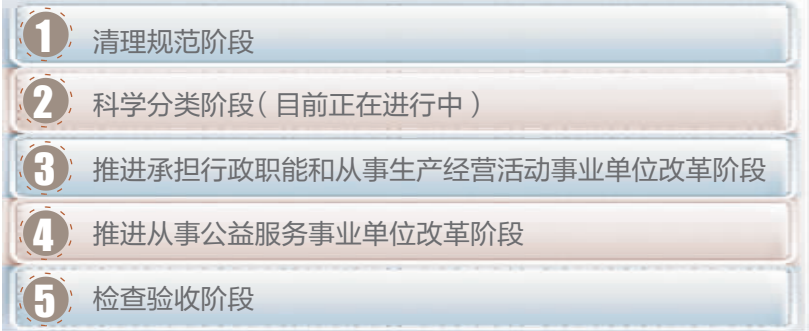 1 清理规范阶段
2 科学分类阶段(目前正在进行中)
3 推进承担行政职能和从事生产经营活动事业单位改革阶段
4 推进从事公益服务事业单位改革阶段
5 检查验收阶段